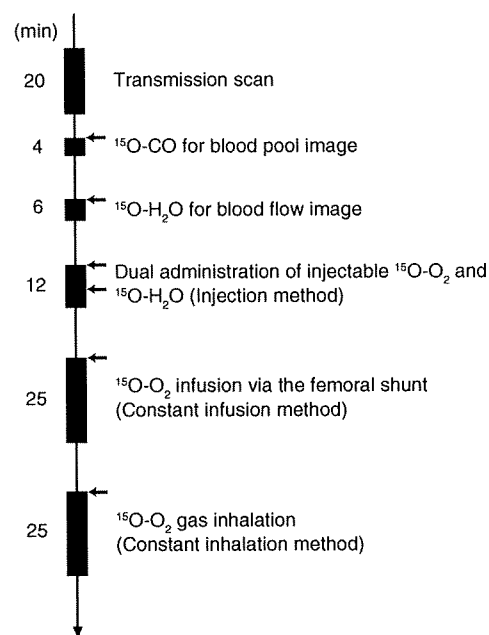 (min)
20 Transmission scan
4 ¹⁵O-CO for blood pool image
6 ¹⁵O-H₂O for blood flow image
12 Dual administration of injectable ¹⁵O-O₂ and
¹⁵O-H₂O (Injection method)
25 ¹⁵O-O₂ infusion via the femoral shunt
(Constant infusion method)
25 ¹⁵O-O₂ gas inhalation
(Constant inhalation method)